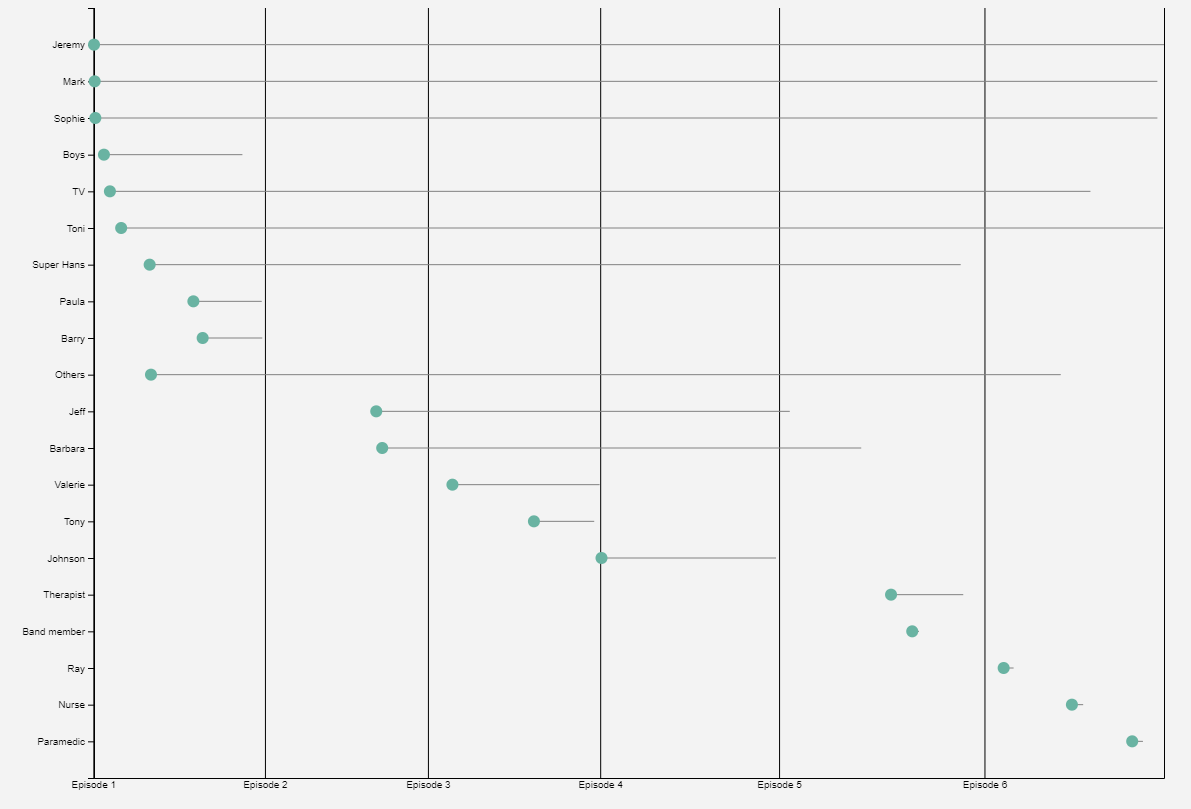 Jeremy
Mark
Sophie
Boys
TV
Toni
Super Hans
Paula
Barry
Others
Jeff
Barbara
Valerie
Tony
Johnson
Therapist
Band member
Ray
Nurse
Paramedic
Episode 1 Episode 2 Episode 3 Episode 4 Episode 5 Episode 6